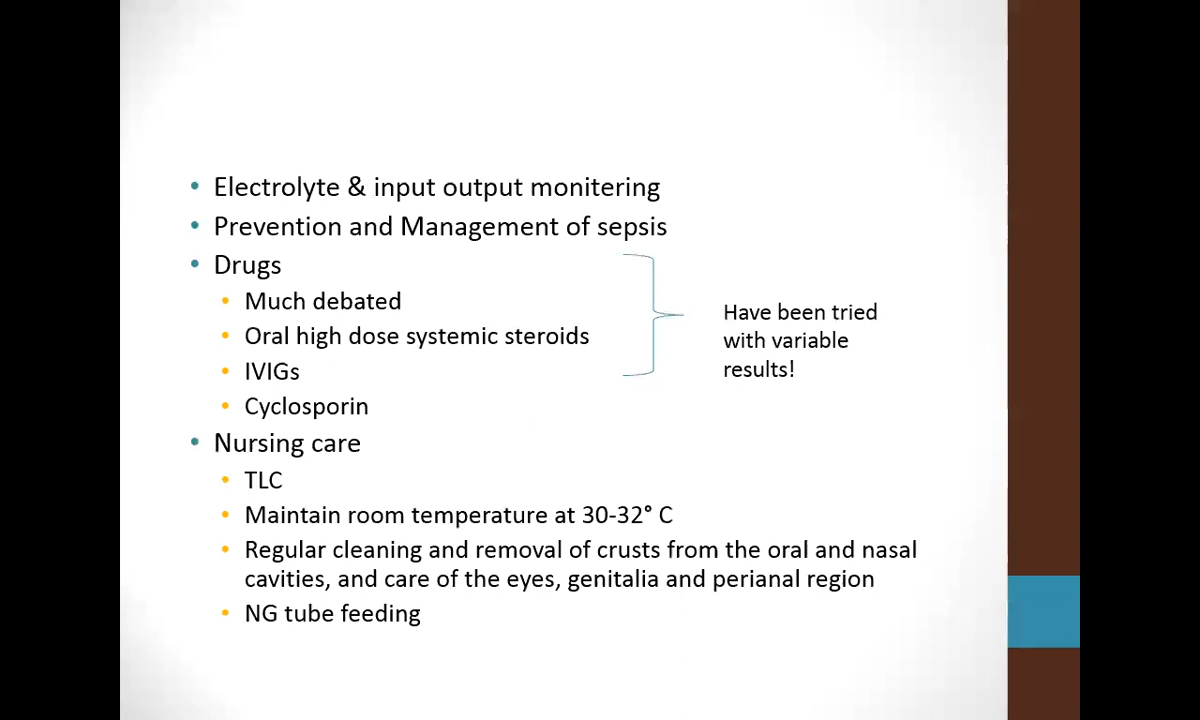 • Electrolyte & input output monitering
• Prevention and Management of sepsis
• Drugs
• Much debated
• Oral high dose systemic steroids
• IVIGs
• Cyclosporin
Have been tried
with variable
results!
• Nursing care
• TLC
• Maintain room temperature at 30-32° C
• Regular cleaning and removal of crusts from the oral and nasal
cavities, and care of the eyes, genitalia and perianal region
• NG tube feeding